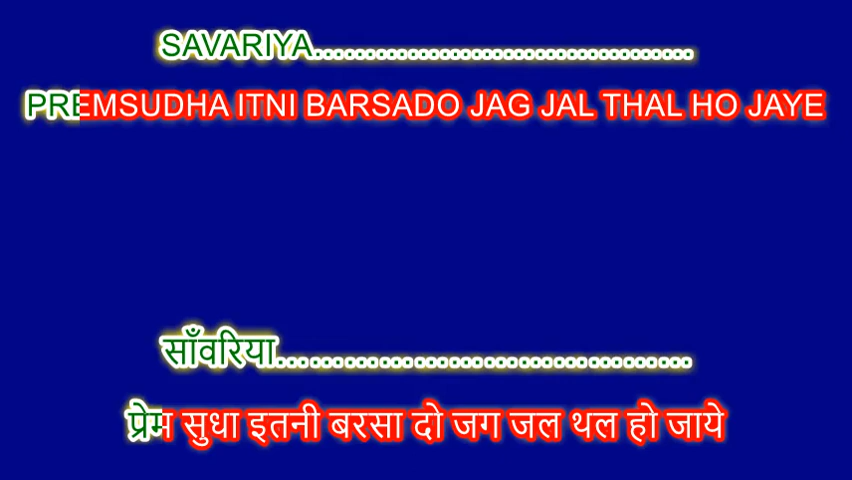 SAVARIYA.....................................
PREMSUDHA ITNI BARSADO JAG JAL THAL HO JAYE
साँवरिया.......................................
प्रेम सुधा इतनी बरसा दो जग जल थल हो जाये